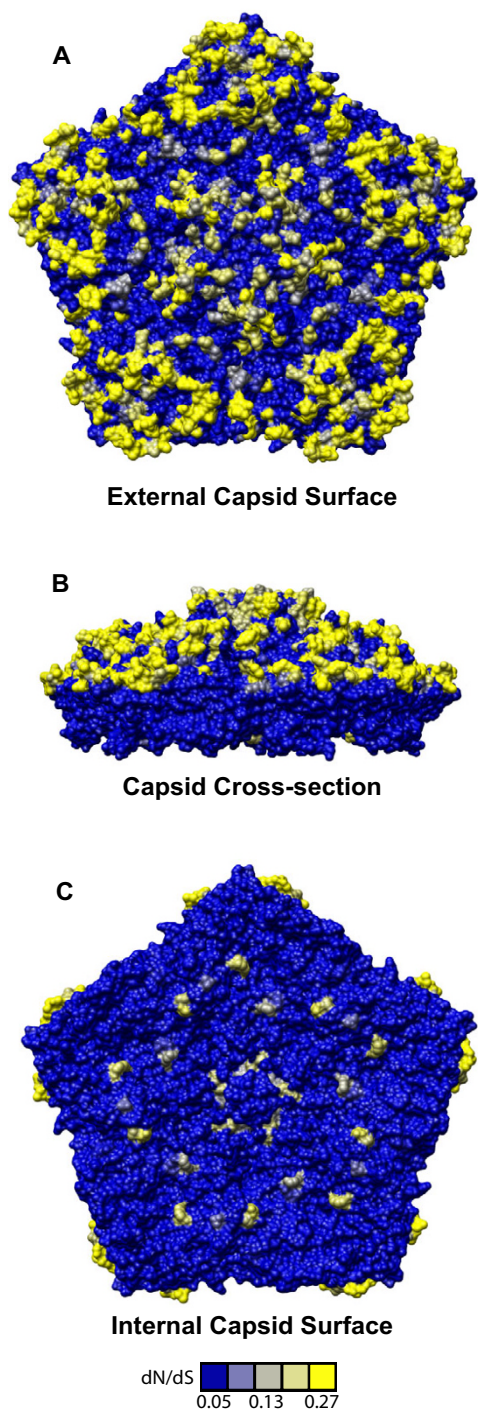 A
External Capsid Surface
B
Capsid Cross-section
C
Internal Capsid Surface
dN/dS
0.05 0.13 0.27